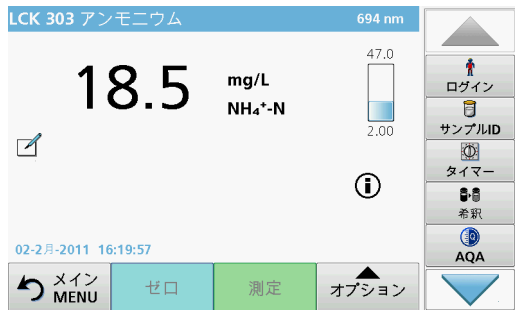 LCK 303 アンモニウム 694 nm
18.5 mg/L
NH₄⁺-N
47.0
2.00
02-2月-2011 16:19:57
メイン
MENU
ゼロ
測定
オプション
ログイン
サンプルID
タイマー
希釈
AQA